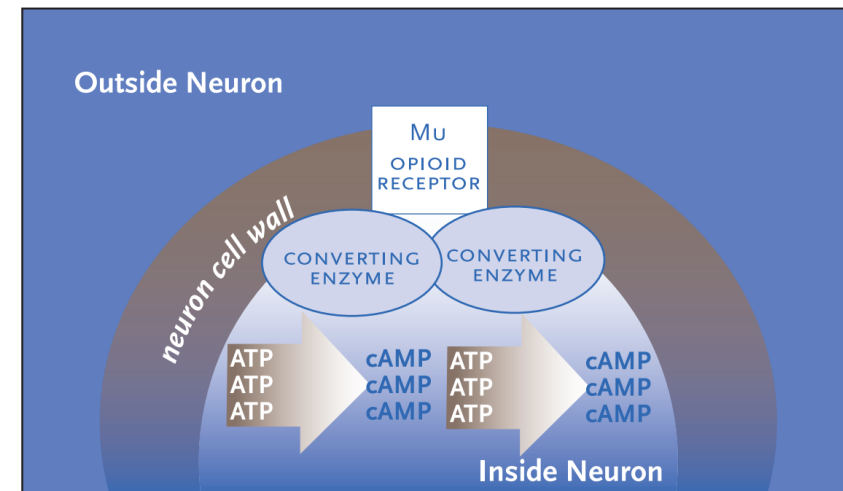 Outside Neuron
Mu
OPIOID
RECEPTOR
neuron cell wall
CONVERTING
ENZYME
CONVERTING
ENZYME
ATP
ATP
ATP
cAMP
cAMP
cAMP
ATP
ATP
ATP
cAMP
cAMP
cAMP
Inside Neuron